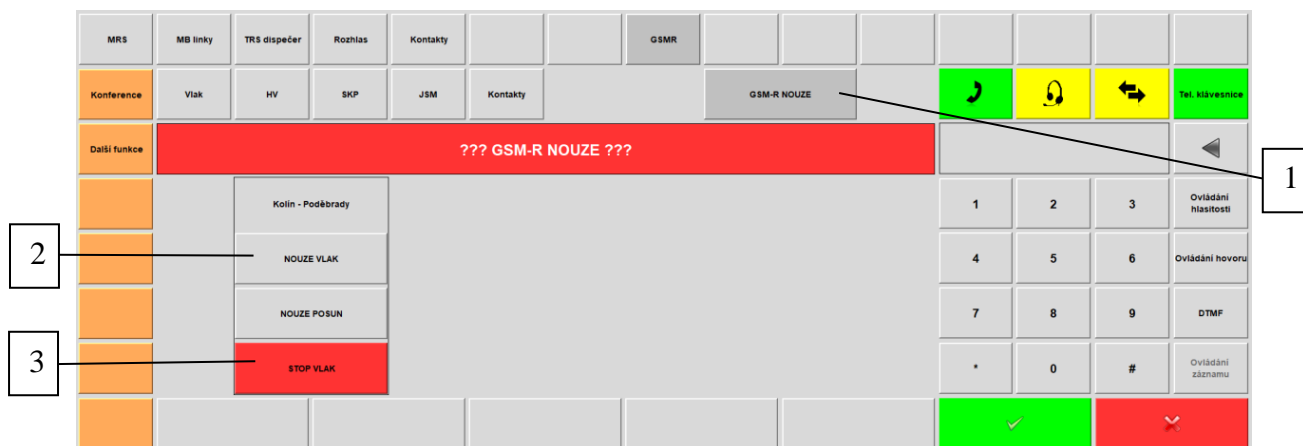 MRS
MB linky
TRS dispečer
Rozhlas
Kontakty
GSMR
Konference
Vlak
HV
SKP
JSM
Kontakty
GSM-R NOUZE
Tel. klávesnice
Další funkce
??? GSM-R NOUZE ???
1
Kolín - Poděbrady
1
2
3
Ovládání
hlasitosti
2
NOUZE VLAK
4
5
6
Ovládání hovoru
NOUZE POSUN
7
8
9
DTMF
3
STOP VLAK
*
0
#
Ovládání
záznamu